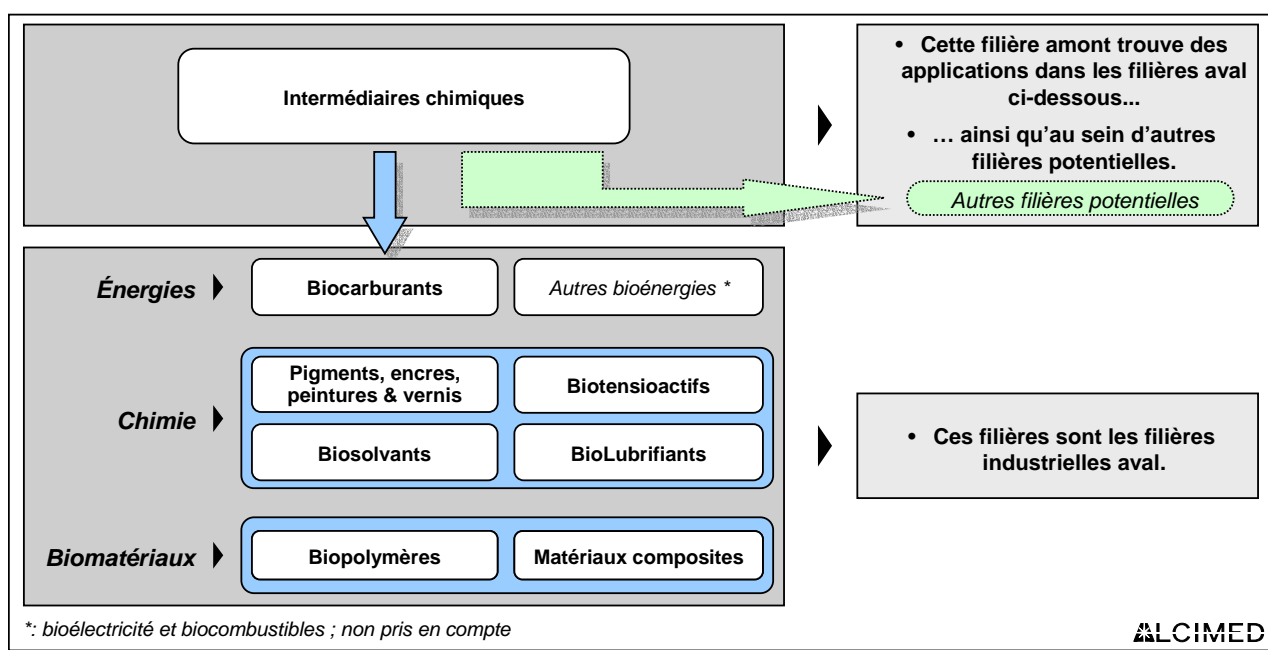 Intermédiaires chimiques
• Cette filière amont trouve des
applications dans les filières aval
ci-dessous...
• … ainsi qu'au sein d'autres
filières potentielles.
Autres filières potentielles
Énergies
Biocarburants
Autres bioénergies *
Chimie
Pigments, encres,
peintures & vernis
Biotensioactifs
Biosolvants
BioLubrifiants
• Ces filières sont les filières
industrielles aval.
Biomatériaux
Biopolymères
Matériaux composites
*: bioélectricité et biocombustibles ; non pris en compte
ALCIMED